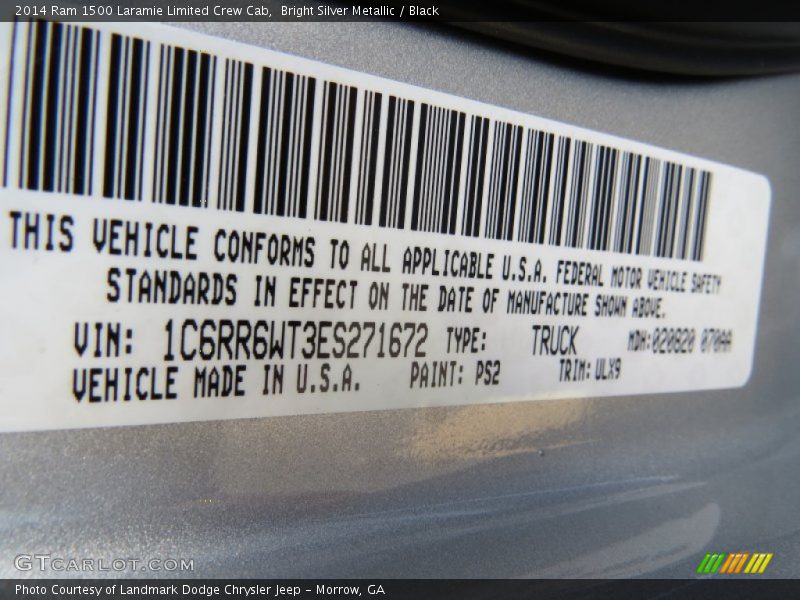 2014 Ram 1500 Laramie Limited Crew Cab,  Bright Silver Metallic / Black
THIS VEHICLE CONFORMS TO ALL APPLICABLE U.S.A. FEDERAL MOTOR VEHICLE SAFETY
STANDARDS IN EFFECT ON THE DATE OF MANUFACTURE SHOWN ABOVE.
VIN: 1C6RR6WT3ES271672 TYPE: TRUCK MDH:020820 070AA
VEHICLE MADE IN U.S.A. PAINT: PS2 TRIM: ULX9
GTCARLOT.COM
Photo Courtesy of Landmark Dodge Chrysler Jeep – Morrow, GA